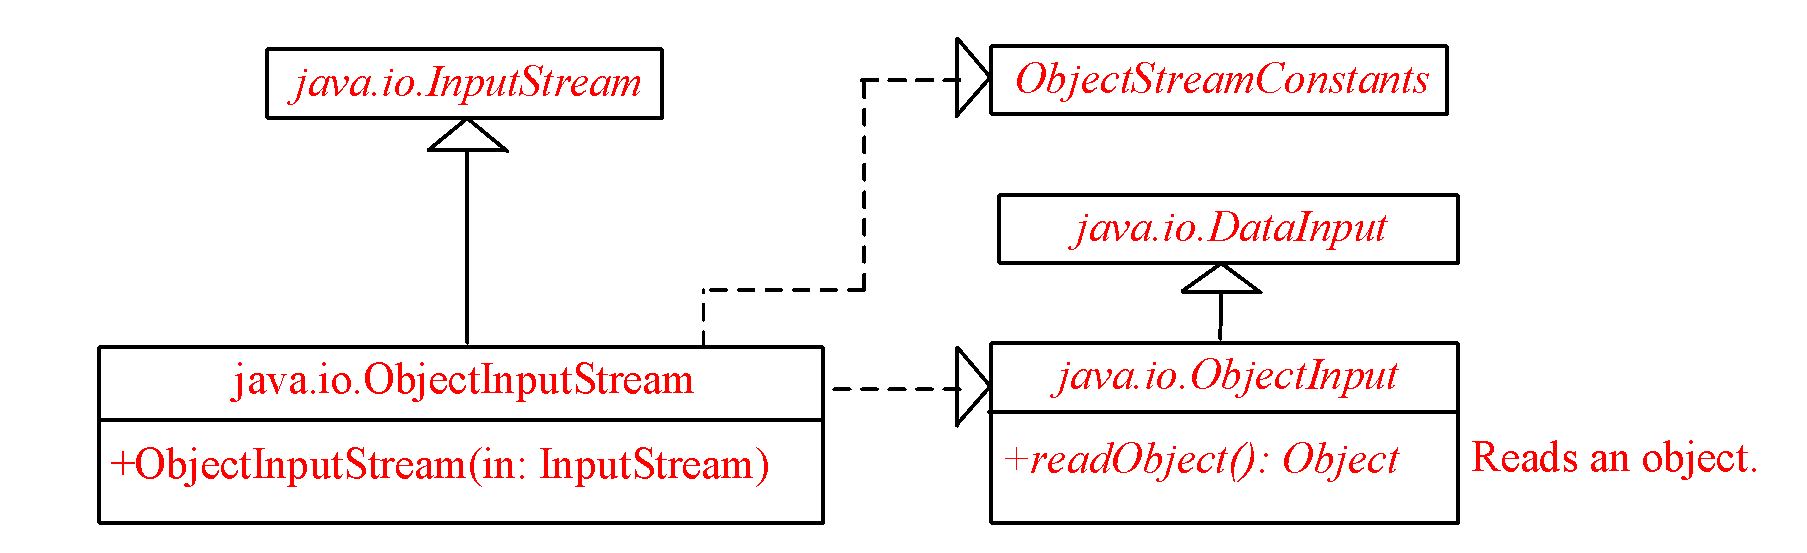 java.io.InputStream
ObjectStreamConstants
java.io.DataInput
java.io.ObjectInputStream
+ObjectInputStream(in: InputStream)
java.io.ObjectInput
+readObject(): Object
Reads an object.